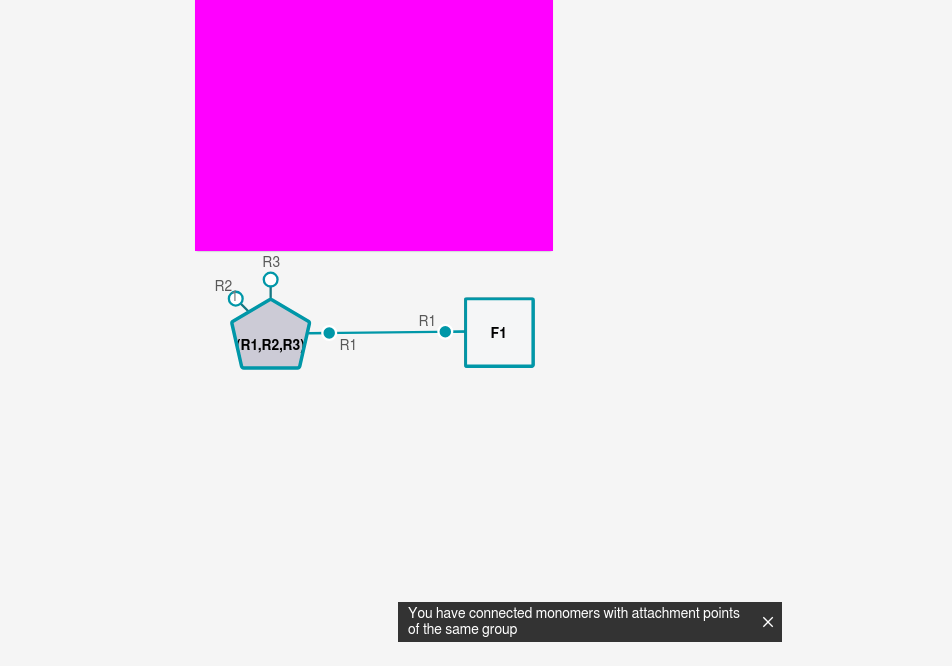 R3
R2
R1
F1
(R1,R2,R3)
R1
You have connected monomers with attachment points
of the same group